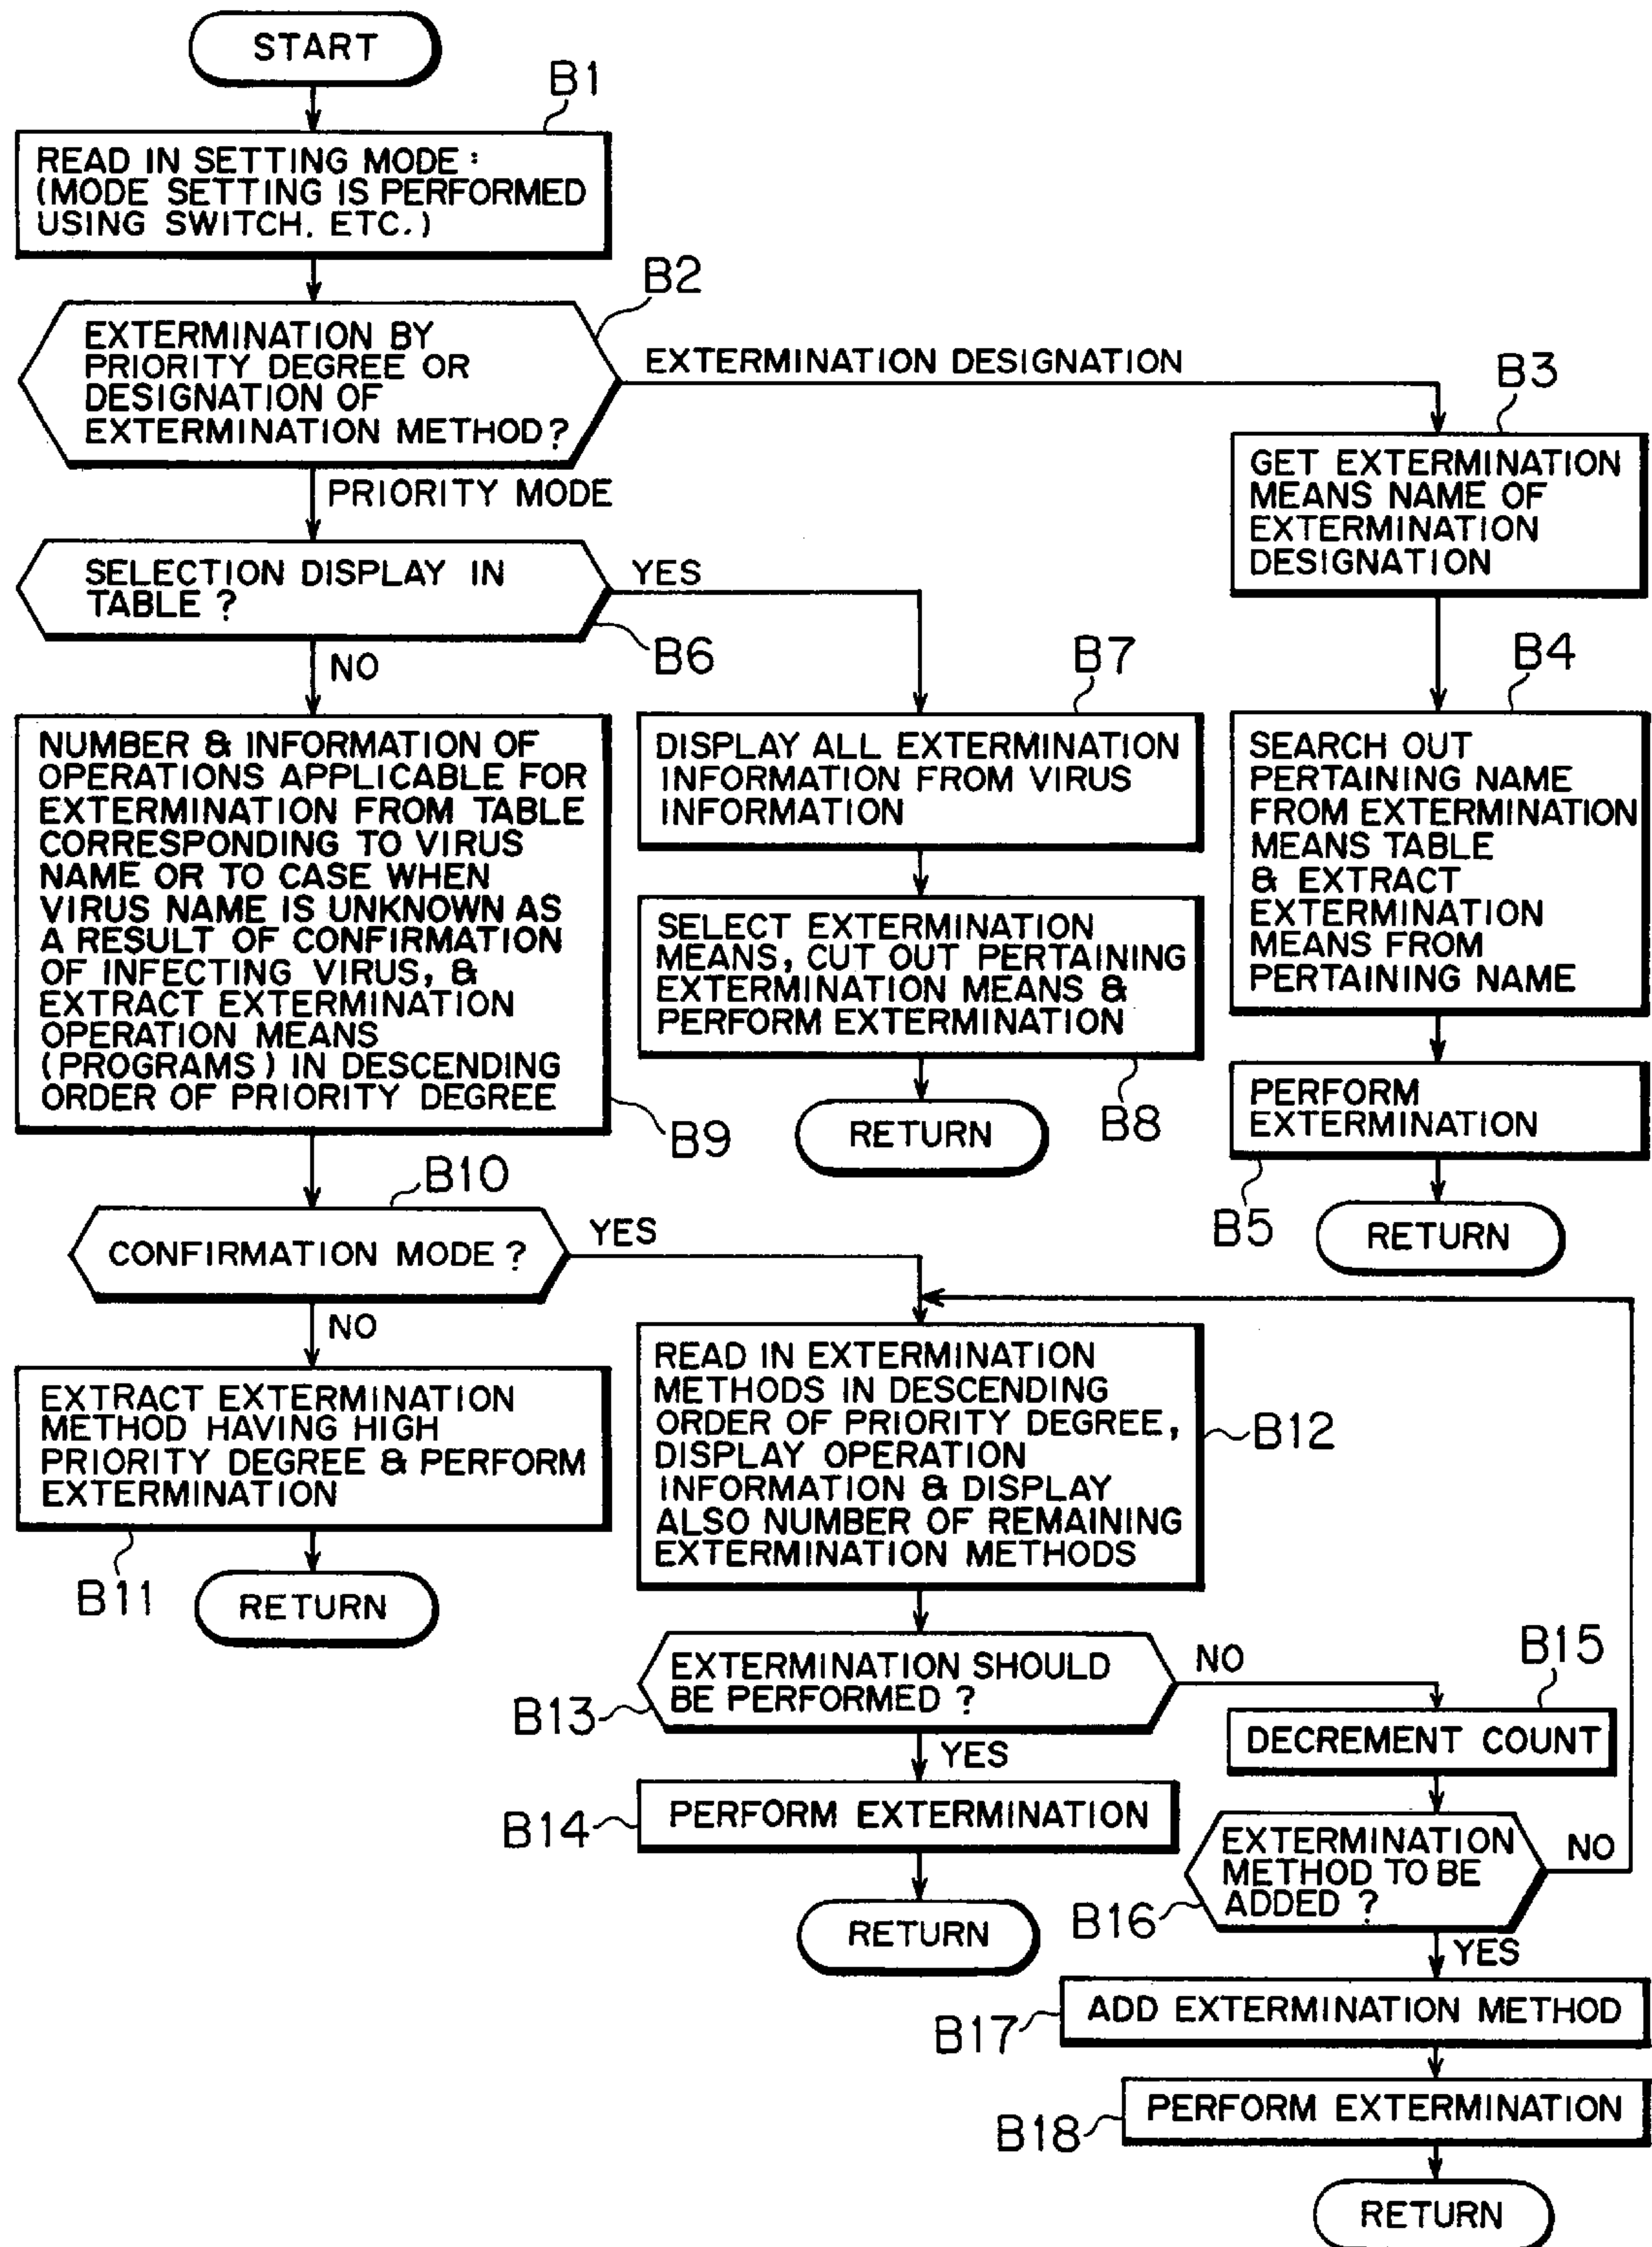 START
B1
READ IN SETTING MODE :
(MODE SETTING IS PERFORMED
USING SWITCH. ETC.)
B2
EXTERMINATION BY
PRIORITY DEGREE OR
DESIGNATION OF
EXTERMINATION METHOD?
EXTERMINATION DESIGNATION
PRIORITY MODE
B3
GET EXTERMINATION
MEANS NAME OF
EXTERMINATION
DESIGNATION
SELECTION DISPLAY IN
TABLE ?
YES
B6
NO
B4
SEARCH OUT
PERTAINING NAME
FROM EXTERMINATION
MEANS TABLE
& EXTRACT
EXTERMINATION
MEANS FROM
PERTAINING NAME
B7
DISPLAY ALL EXTERMINATION
INFORMATION FROM VIRUS
INFORMATION
SELECT EXTERMINATION
MEANS, CUT OUT PERTAINING
EXTERMINATION MEANS &
PERFORM EXTERMINATION
B8
RETURN
NUMBER & INFORMATION OF
OPERATIONS APPLICABLE FOR
EXTERMINATION FROM TABLE
CORRESPONDING TO VIRUS
NAME OR TO CASE WHEN
VIRUS NAME IS UNKNOWN AS
A RESULT OF CONFIRMATION
OF INFECTING VIRUS, &
EXTRACT EXTERMINATION
OPERATION MEANS
(PROGRAMS) IN DESCENDING
ORDER OF PRIORITY DEGREE
B9
PERFORM
EXTERMINATION
B5
RETURN
B10
CONFIRMATION MODE ?
YES
NO
EXTRACT EXTERMINATION
METHOD HAVING HIGH
PRIORITY DEGREE & PERFORM
EXTERMINATION
B11
RETURN
READ IN EXTERMINATION
METHODS IN DESCENDING
ORDER OF PRIORITY DEGREE,
DISPLAY OPERATION
INFORMATION & DISPLAY
ALSO NUMBER OF REMAINING
EXTERMINATION METHODS
B12
EXTERMINATION SHOULD
BE PERFORMED ?
B13
NO
YES
B15
DECREMENT COUNT
PERFORM EXTERMINATION
B14
RETURN
EXTERMINATION
METHOD TO BE
ADDED ?
B16
NO
YES
ADD EXTERMINATION METHOD
B17
PERFORM EXTERMINATION
B18
RETURN